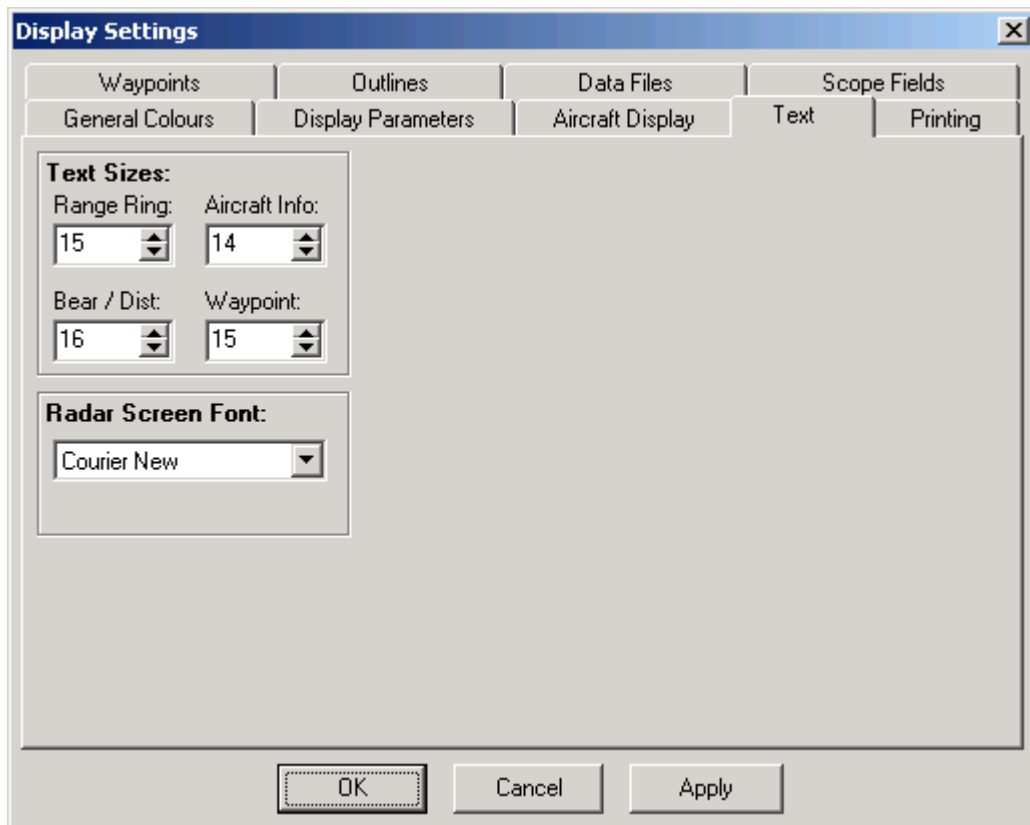 Display Settings
Waypoints Outlines Data Files Scope Fields
General Colours Display Parameters Aircraft Display Text Printing
Text Sizes:
Range Ring: Aircraft Info:
15 14
Bear / Dist: Waypoint:
16 15
Radar Screen Font:
Courier New
OK Cancel Apply